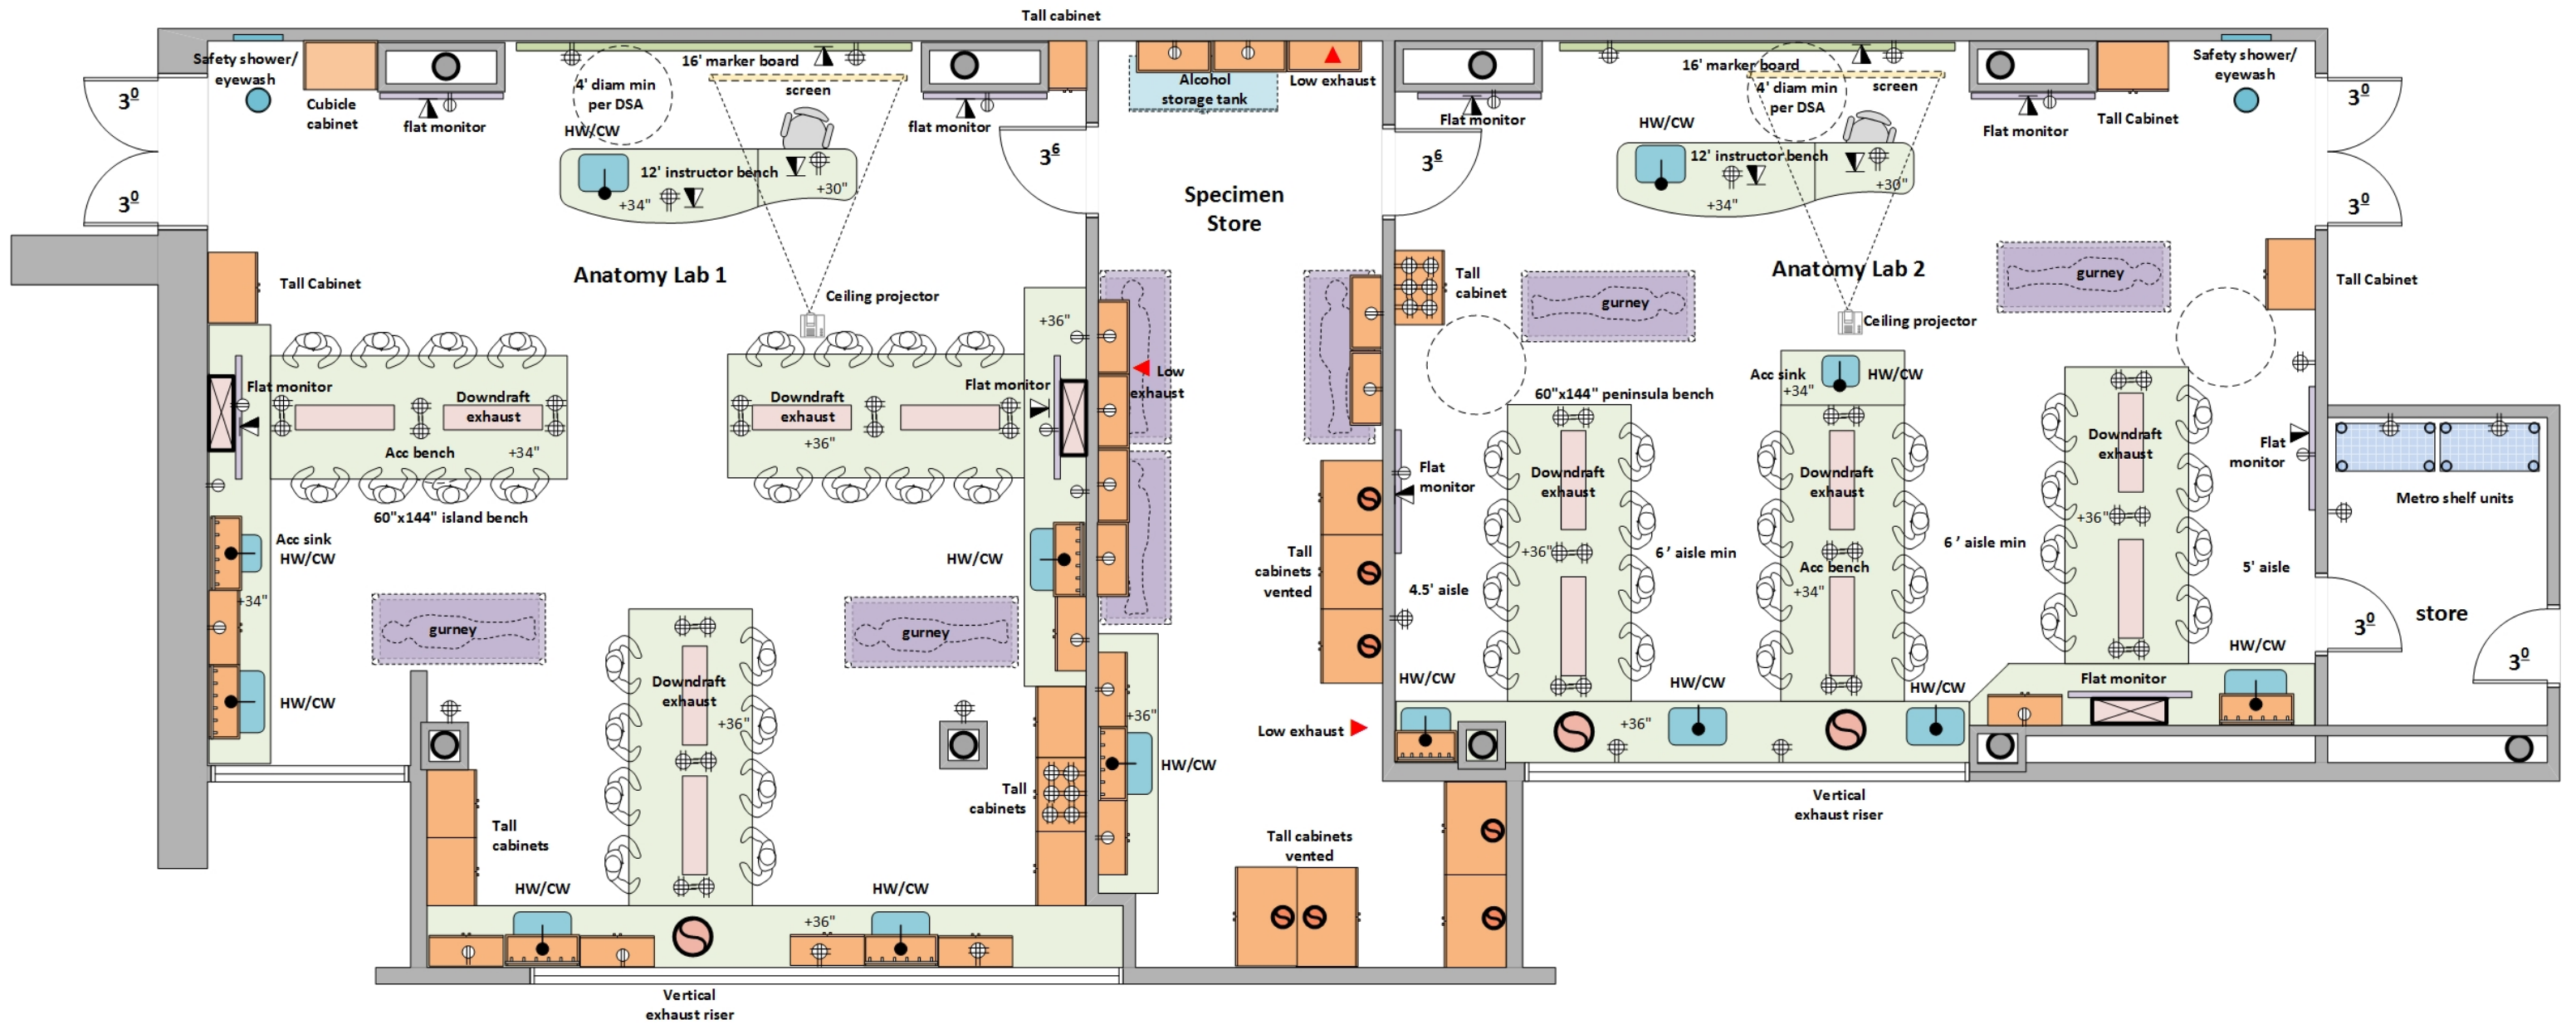 Tall cabinet
Safety shower/
eyewash
Cubicle
cabinet
flat monitor
4' diam min
per DSA
HW/CW
16' marker board
screen
flat monitor
Alcohol
storage tank
Low exhaust
Flat monitor
16' marker board
4' diam min
per DSA
screen
HW/CW
Flat monitor
Tall Cabinet
Safety shower/
eyewash
3⁰
3⁰
3⁶
3⁶
3⁰
3⁰
12' instructor bench
+34"
+30"
12' instructor bench
+34"
+30"
Specimen
Store
Anatomy Lab 1
Anatomy Lab 2
Tall Cabinet
Ceiling projector
+36"
Tall
cabinet
gurney
gurney
Ceiling projector
Tall Cabinet
Flat monitor
Downdraft
exhaust
Acc bench
+34"
60"x144" island bench
Downdraft
exhaust
+36"
Flat monitor
Low
exhaust
60"x144" peninsula bench
Acc sink
+34"
HW/CW
Acc sink
HW/CW
+34"
HW/CW
HW/CW
gurney
gurney
Flat
monitor
Downdraft
exhaust
+36"
4.5' aisle
6' aisle min
Downdraft
exhaust
Acc bench
+34"
6' aisle min
Downdraft
exhaust
+36"
Flat
monitor
5' aisle
Metro shelf units
store
3⁰
3⁰
Tall
cabinets
vented
Downdraft
exhaust
+36"
+36"
HW/CW
Low exhaust
HW/CW
HW/CW
+36"
HW/CW
HW/CW
Flat monitor
Tall
cabinets
Tall
cabinets
Tall cabinets
vented
Vertical
exhaust riser
HW/CW
HW/CW
+36"
Vertical
exhaust riser